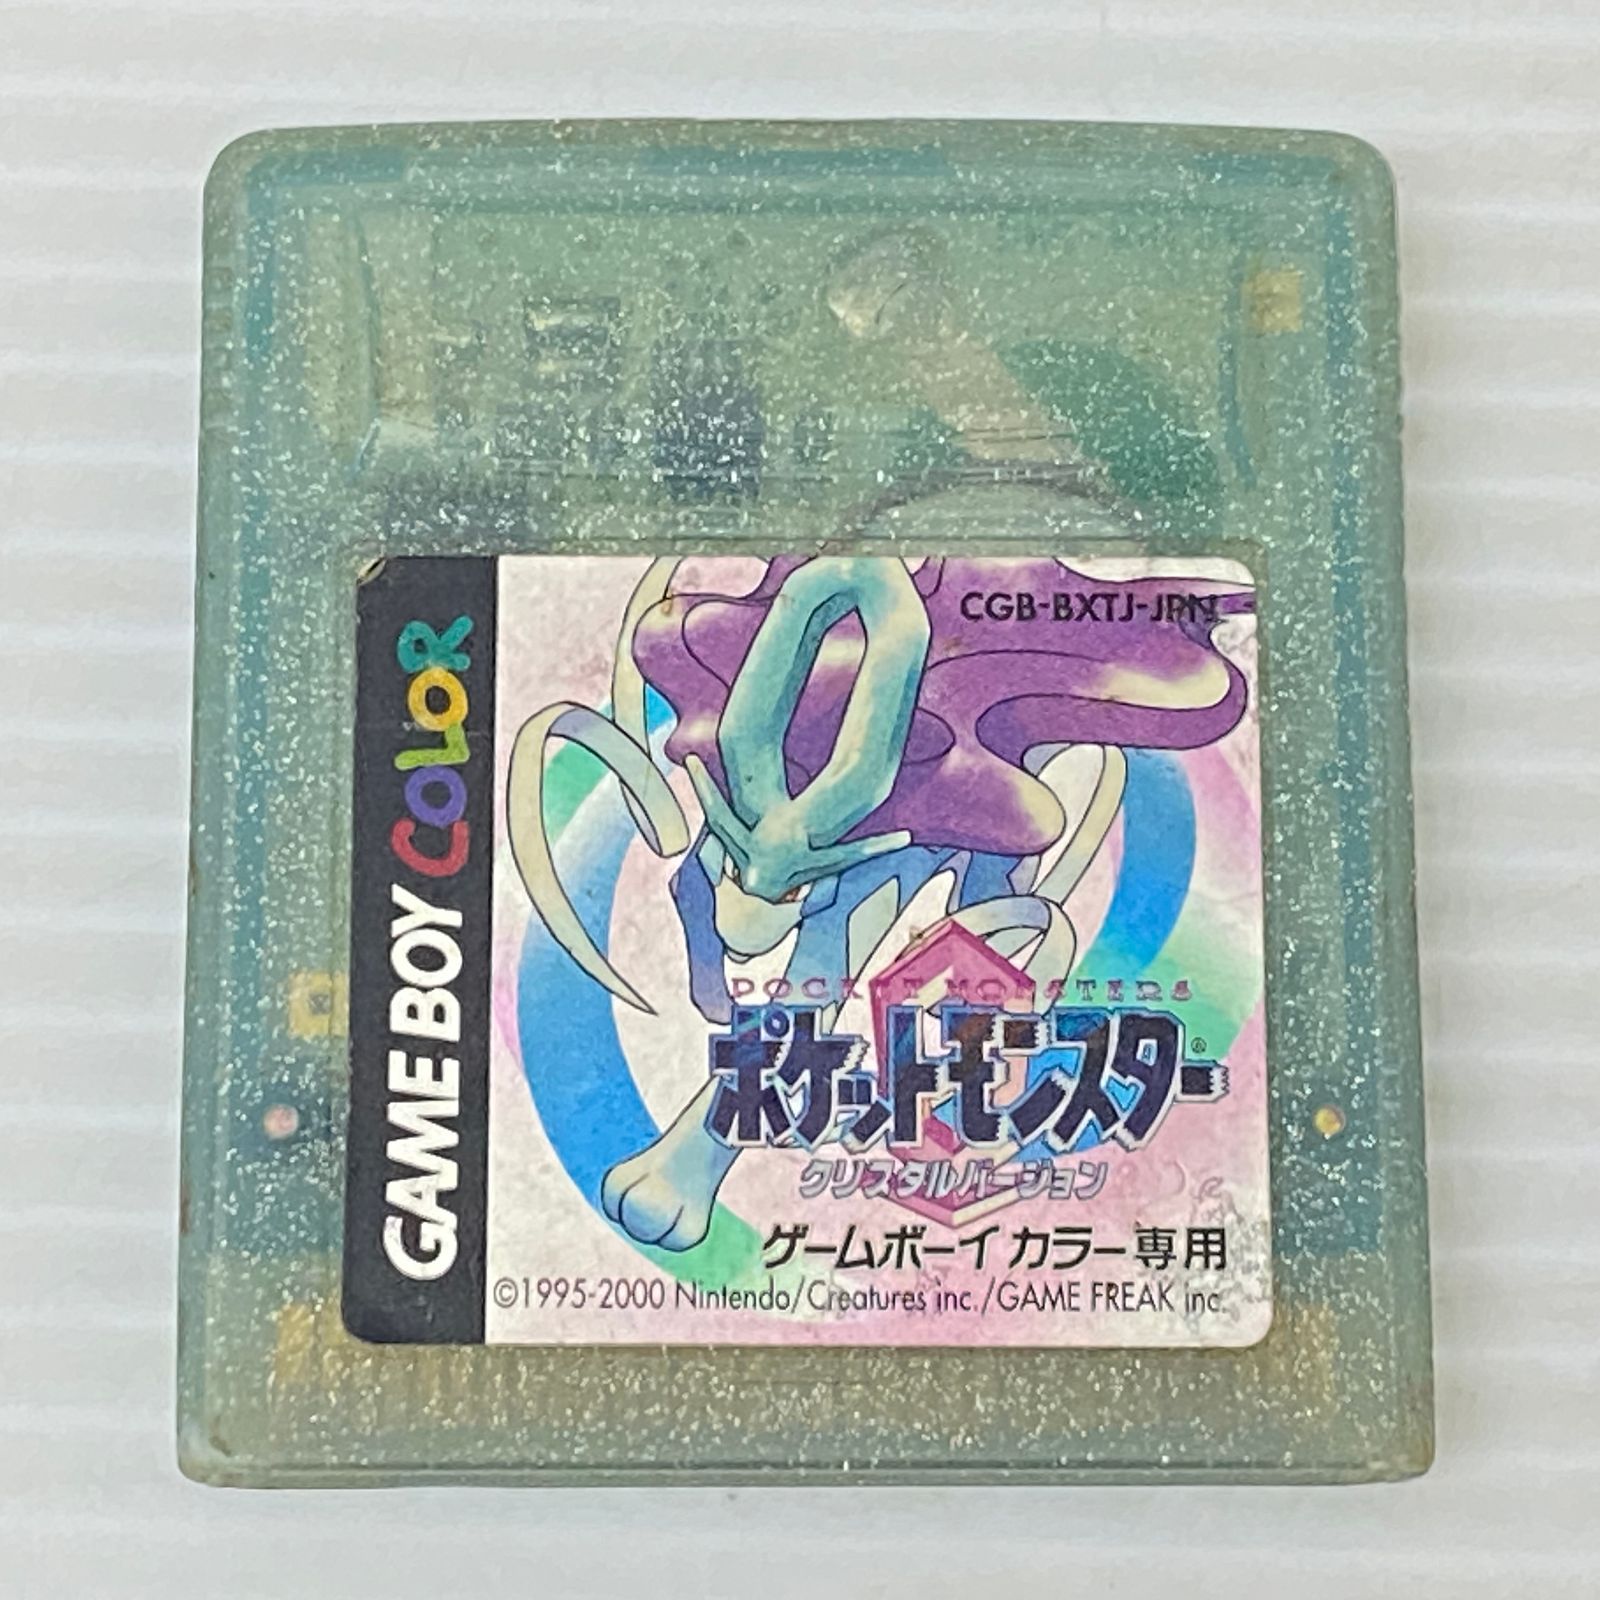 GAME BOY COLOR
CGB-BXTJ-JPN
POCKET MONSTERS
ポケットモンスター®
クリスタルバージョン
ゲームボーイカラー専用
©1995-2000 Nintendo/Creatures inc./GAME FREAK inc.